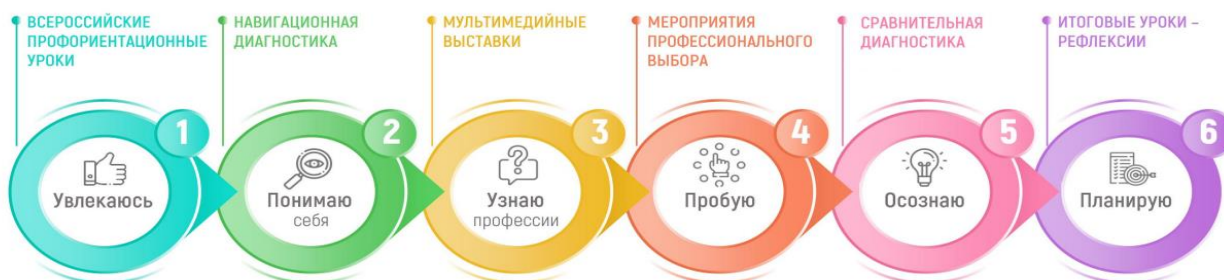 ВСЕРОССИЙСКИЕ
ПРОФОРИЕНТАЦИОННЫЕ
УРОКИ
1
Увлекаюсь
НАВИГАЦИОННАЯ
ДИАГНОСТИКА
2
Понимаю
себя
МУЛЬТИМЕДИЙНЫЕ
ВЫСТАВКИ
3
Узнаю
профессии
МЕРОПРИЯТИЯ
ПРОФЕССИОНАЛЬНОГО
ВЫБОРА
4
Пробую
СРАВНИТЕЛЬНАЯ
ДИАГНОСТИКА
5
Осознаю
ИТОГОВЫЕ УРОКИ –
РЕФЛЕКСИИ
6
Планирую